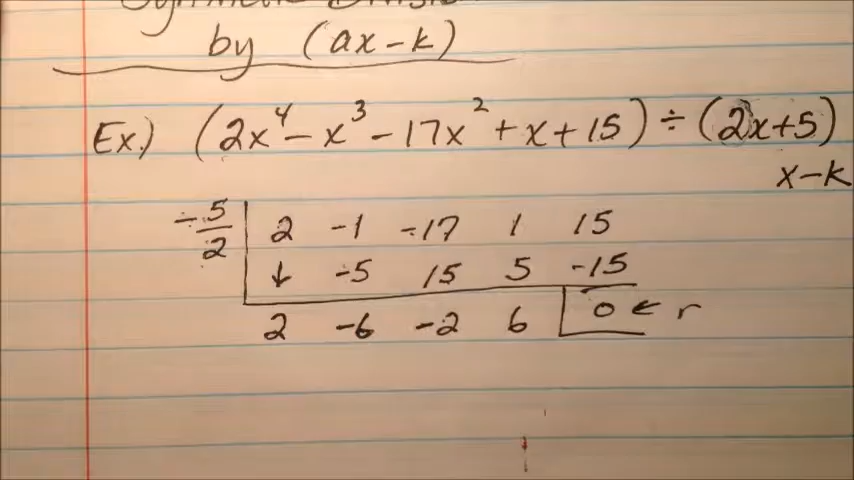 by (ax-k)
Ex.) (2x⁴-x³-17x²+x+15)÷(2x+5)
x-k
-5/2 | 2 -1 -17 1 15
↓ -5 15 5 -15
2 -6 -2 6 | 0 ← r